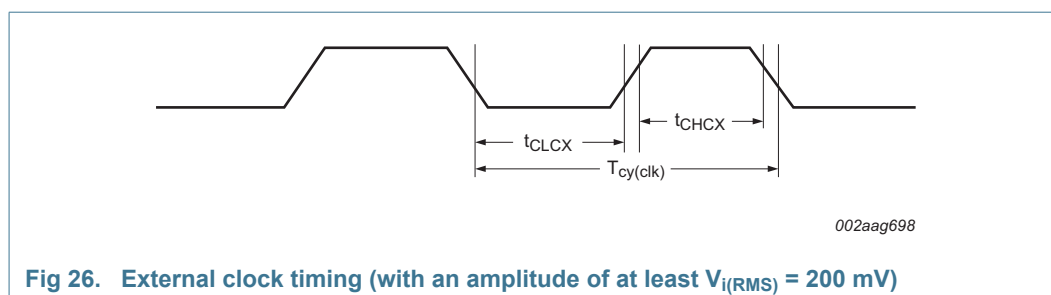 tCHCX
tCLCX
Tcy(clk)
002aag698
Fig 26. External clock timing (with an amplitude of at least Vi(RMS) = 200 mV)